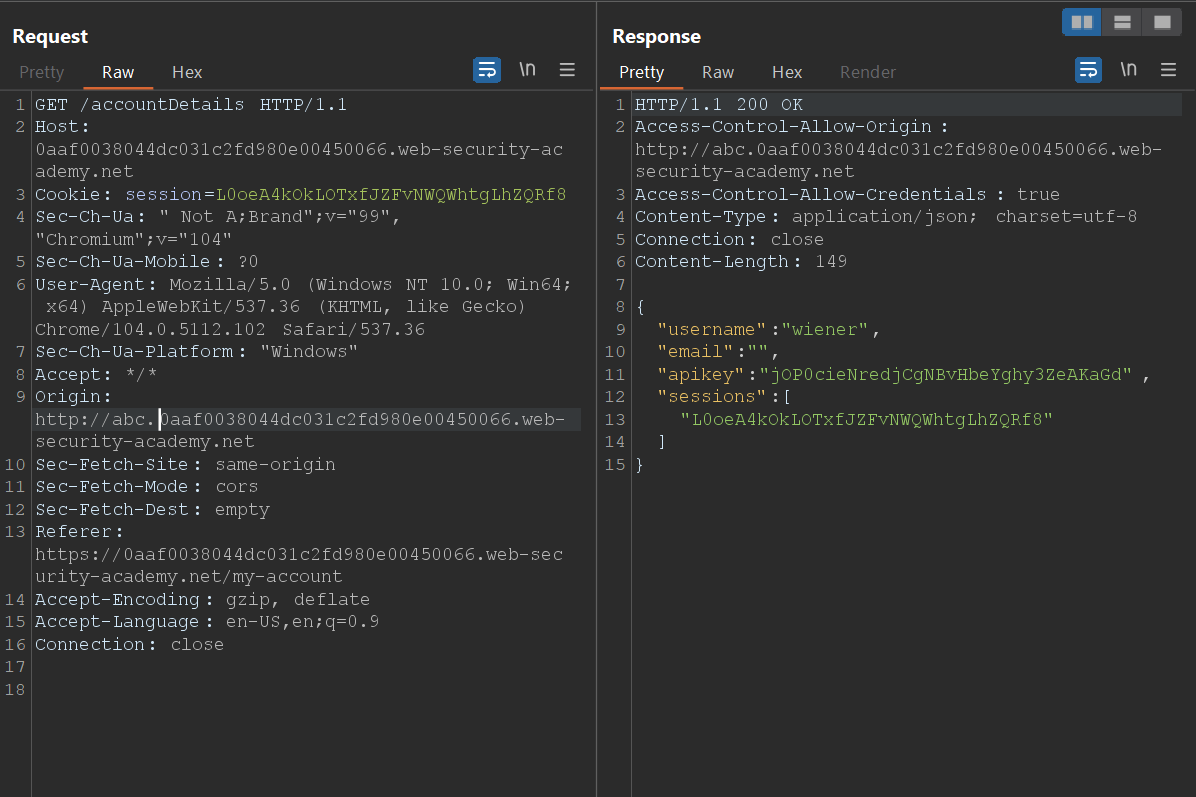 Request
Pretty Raw Hex \n
1 GET /accountDetails HTTP/1.1
2 Host:
0aaf0038044dc031c2fd980e00450066.web-security-ac
ademy.net
3 Cookie: session=L0oeA4kOkLOTxfJZFvNWQWhtgLhZQRf8
4 Sec-Ch-Ua: " Not A;Brand";v="99",
"Chromium";v="104"
5 Sec-Ch-Ua-Mobile: ?0
6 User-Agent: Mozilla/5.0 (Windows NT 10.0; Win64;
x64) AppleWebKit/537.36 (KHTML, like Gecko)
Chrome/104.0.5112.102 Safari/537.36
7 Sec-Ch-Ua-Platform: "Windows"
8 Accept: */*
9 Origin:
http://abc.0aaf0038044dc031c2fd980e00450066.web-
security-academy.net
10 Sec-Fetch-Site: same-origin
11 Sec-Fetch-Mode: cors
12 Sec-Fetch-Dest: empty
13 Referer:
https://0aaf0038044dc031c2fd980e00450066.web-sec
urity-academy.net/my-account
14 Accept-Encoding: gzip, deflate
15 Accept-Language: en-US,en;q=0.9
16 Connection: close
17
18
Response
Pretty Raw Hex Render \n
1 HTTP/1.1 200 OK
2 Access-Control-Allow-Origin:
http://abc.0aaf0038044dc031c2fd980e00450066.web-
security-academy.net
3 Access-Control-Allow-Credentials: true
4 Content-Type: application/json; charset=utf-8
5 Connection: close
6 Content-Length: 149
7
8 {
9 "username":"wiener",
10 "email":"",
11 "apikey":"jOP0cieNredjCgNBvHbeYghy3ZeAKaGd",
12 "sessions":[
13 "L0oeA4kOkLOTxfJZFvNWQWhtgLhZQRf8"
14 ]
15 }